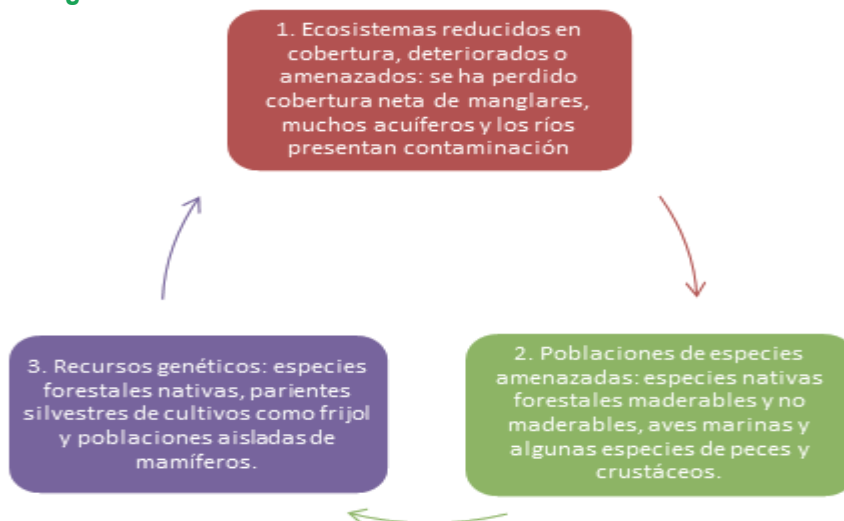 1. Ecosistemas reducidos en
cobertura, deteriorados o
amenazados: se ha perdido
cobertura neta de manglares,
muchos acuíferos y los ríos
presentan contaminación
2. Poblaciones de especies
amenazadas: especies nativas
forestales maderables y no
maderables, aves marinas y
algunas especies de peces y
crustáceos.
3. Recursos genéticos: especies
forestales nativas, parientes
silvestres de cultivos como frijol
y poblaciones aisladas de
mamíferos.